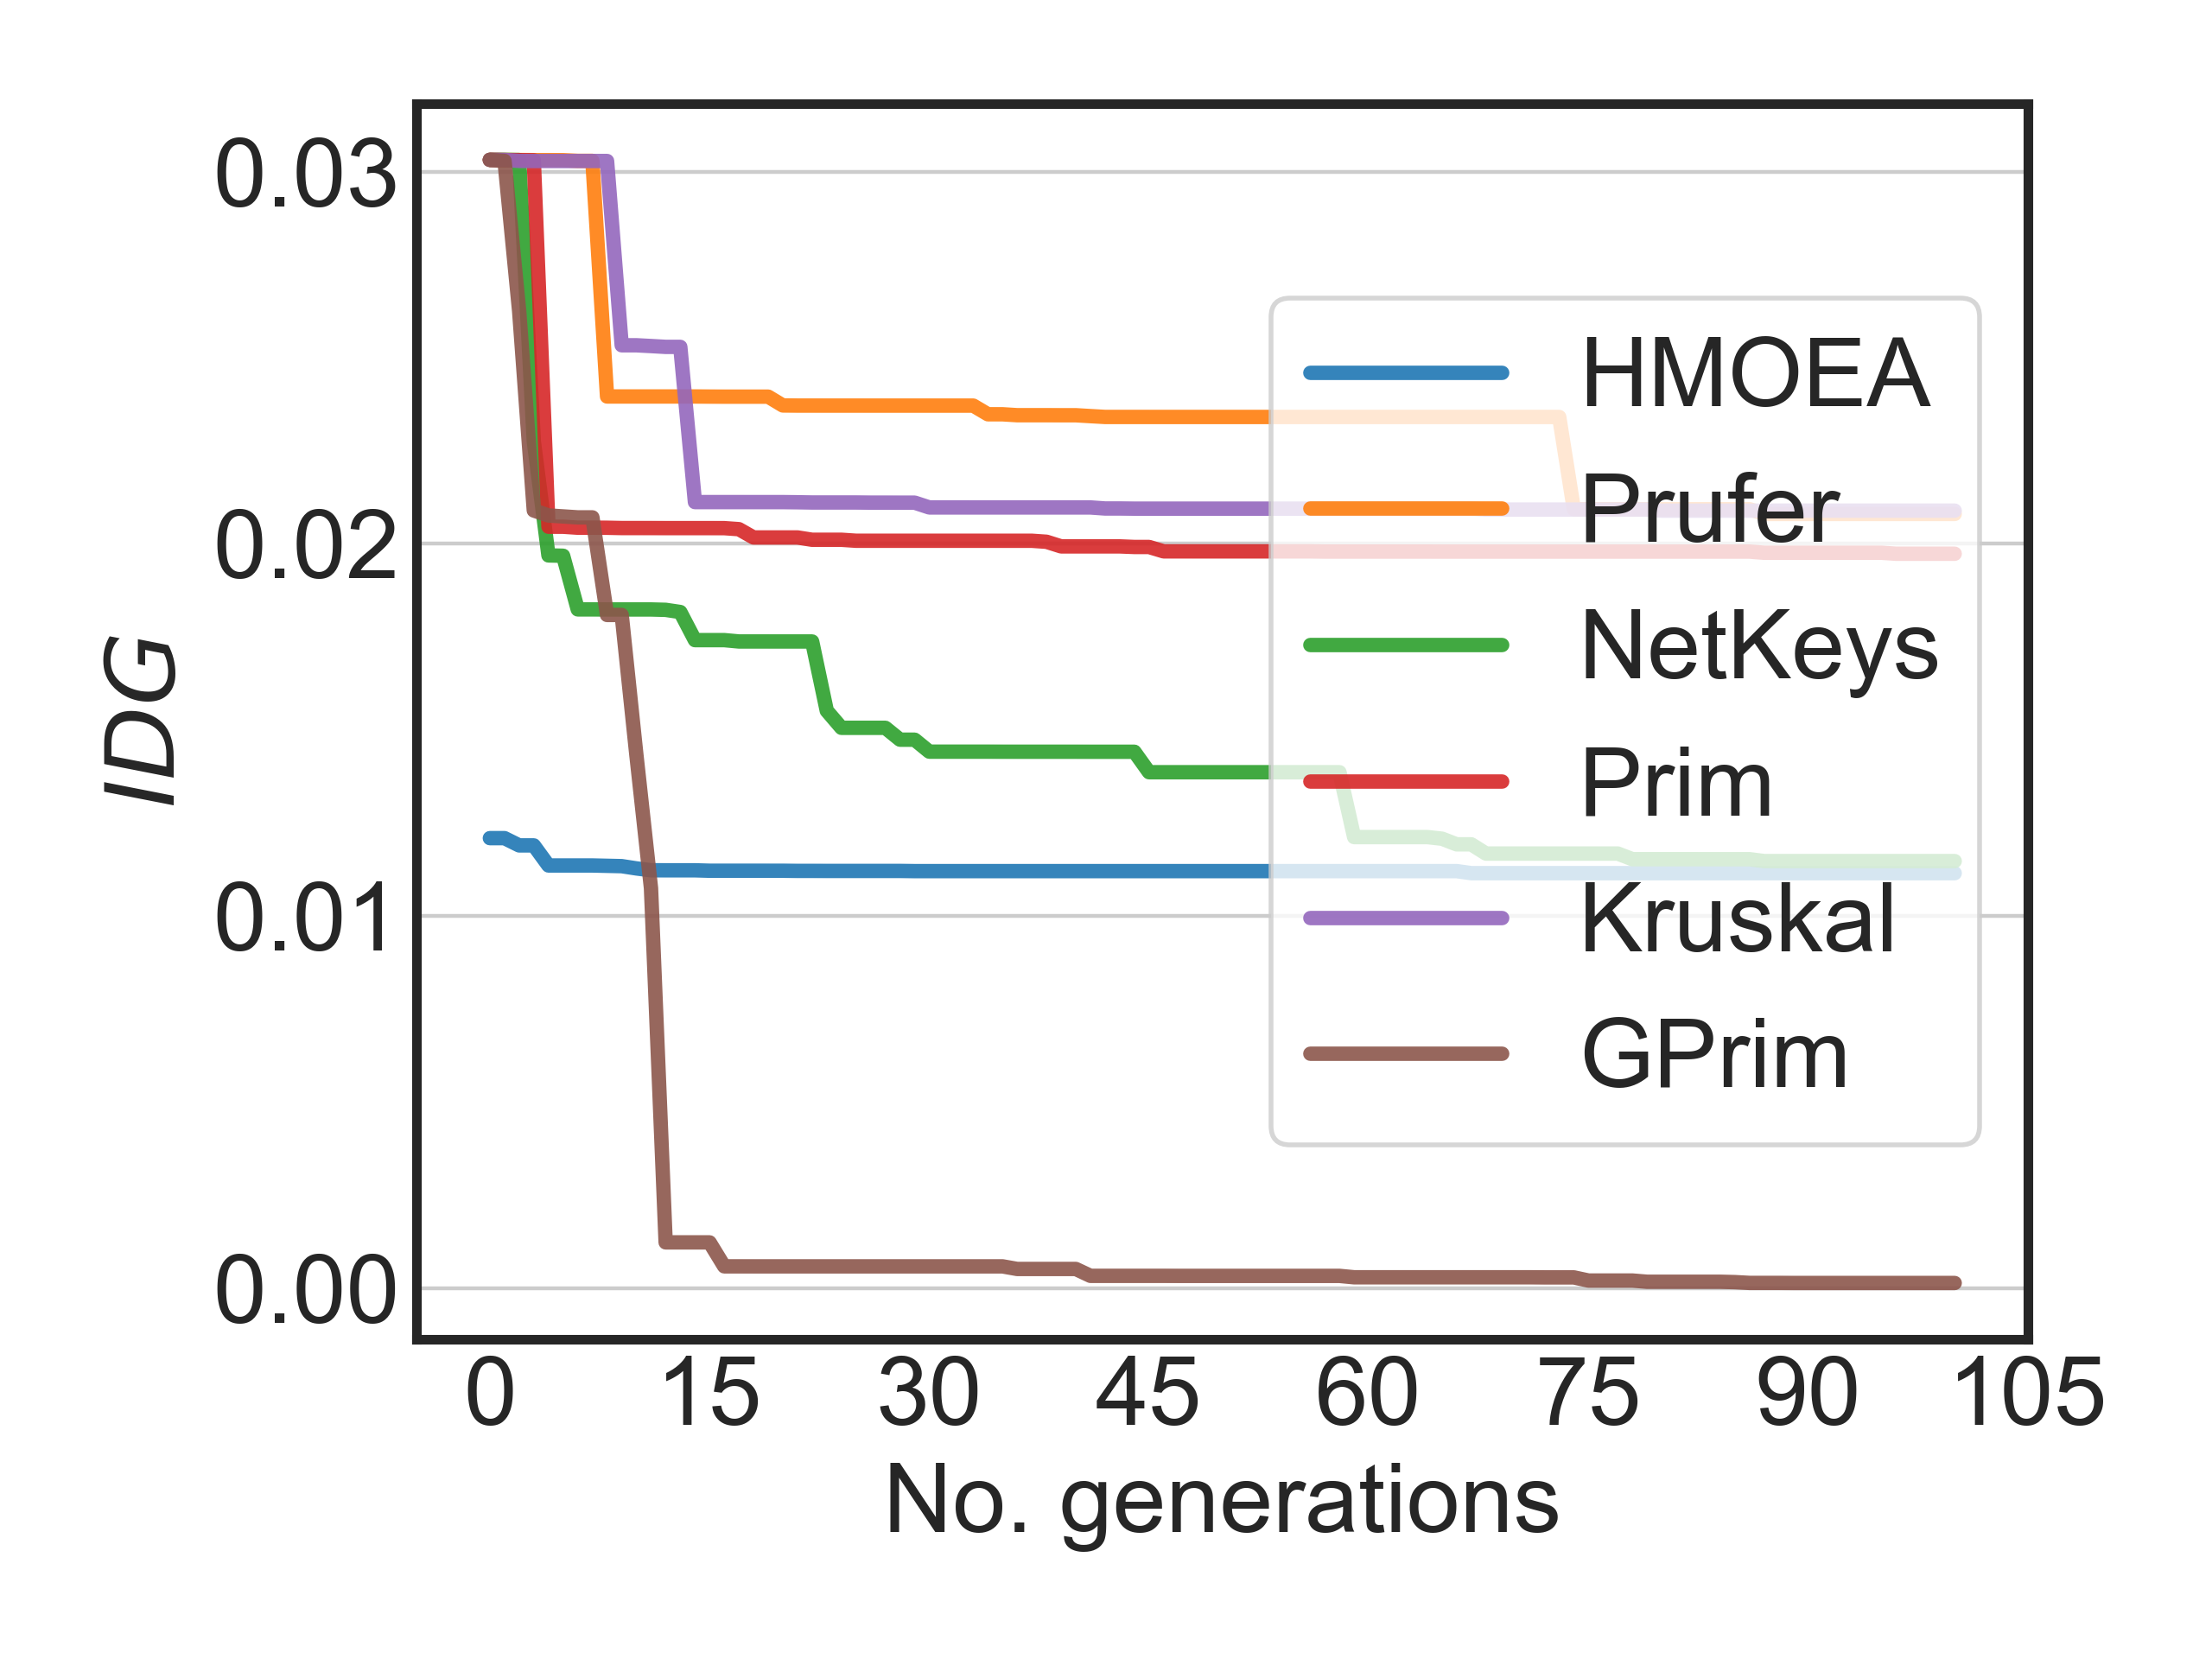 IDG
0.03
0.02
0.01
0.00
0 15 30 45 60 75 90 105
No. generations
HMOEA
Prufer
NetKeys
Prim
Kruskal
GPrim